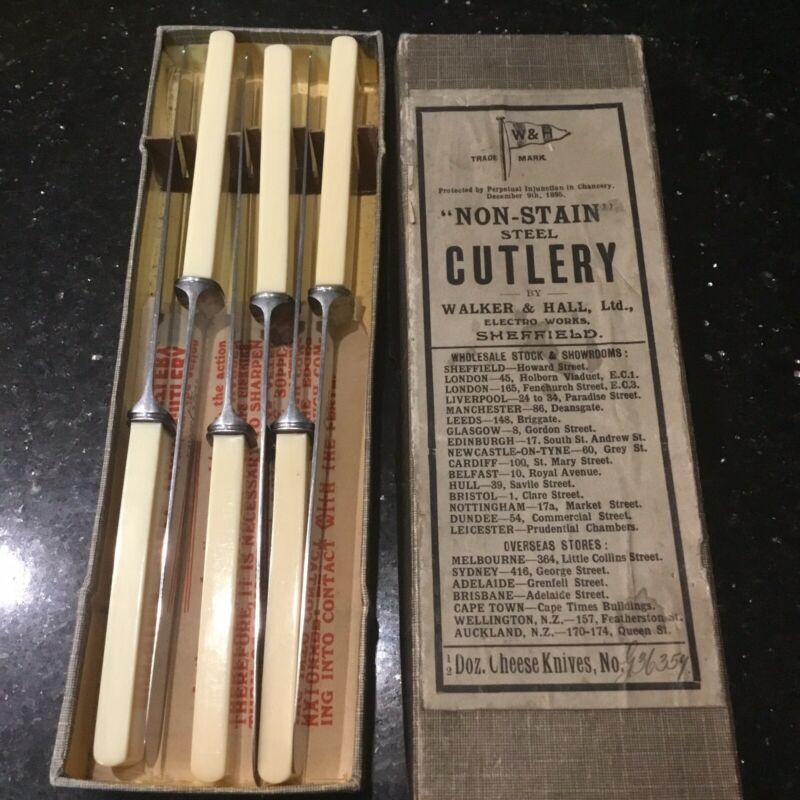 W & H
TRADE MARK
Protected by Perpetual Injunction in Chancery,
December 9th, 1895.
"NON-STAIN"
STEEL
CUTLERY
— BY —
WALKER & HALL, Ltd.,
ELECTRO WORKS,
SHEFFIELD.
WHOLESALE STOCK & SHOWROOMS:
SHEFFIELD—Howard Street.
LONDON—45, Holborn Viaduct, E.C.1.
LONDON—165, Fenchurch Street, E.C.3.
LIVERPOOL—24 to 34, Paradise Street.
MANCHESTER—86, Deansgate.
LEEDS—148, Briggate.
GLASGOW—8, Gordon Street.
EDINBURGH—17, South St. Andrew St.
NEWCASTLE-ON-TYNE—60, Grey St.
CARDIFF—100, St. Mary Street.
BELFAST—10, Royal Avenue.
HULL—39, Savile Street.
BRISTOL—1, Clare Street.
NOTTINGHAM—17a, Market Street.
DUNDEE—54, Commercial Street.
LEICESTER—Prudential Chambers.
OVERSEAS STORES:
MELBOURNE—364, Little Collins Street.
SYDNEY—416, George Street.
ADELAIDE—Grenfell Street.
BRISBANE—Adelaide Street.
CAPE TOWN—Cape Times Buildings.
WELLINGTON, N.Z.—157, Featherston St.
AUCKLAND, N.Z.—170-174, Queen St.
½ Doz. Cheese Knives, No.
the action
TO SHARPEN
THEREFORE, IT IS NECESSARY
ING INTO CONTACT WITH THE